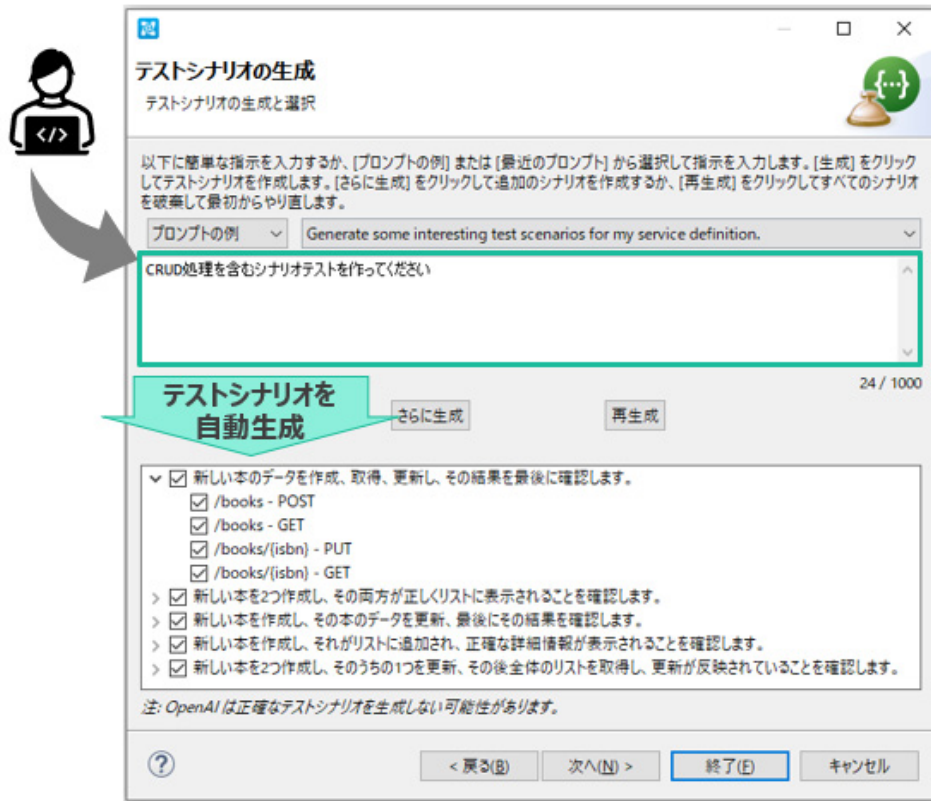 テストシナリオの生成
テストシナリオの生成と選択
{…}
</>
以下に簡単な指示を入力するか、[プロンプトの例] または [最近のプロンプト] から選択して指示を入力します。[生成] をクリック
してテストシナリオを作成します。[さらに生成] をクリックして追加のシナリオを作成するか、[再生成] をクリックしてすべてのシナリオ
を破棄して最初からやり直します。
プロンプトの例 Generate some interesting test scenarios for my service definition.
CRUD処理を含むシナリオテストを作ってください
24 / 1000
テストシナリオを
自動生成
さらに生成 再生成
新しい本のデータを作成、取得、更新し、その結果を最後に確認します。
/books - POST
/books - GET
/books/{isbn} - PUT
/books/{isbn} - GET
新しい本を2つ作成し、その両方が正しくリストに表示されることを確認します。
新しい本を作成し、その本のデータを更新、最後にその結果を確認します。
新しい本を作成し、それがリストに追加され、正確な詳細情報が表示されることを確認します。
新しい本を2つ作成し、そのうちの1つを更新、その後全体のリストを取得し、更新が反映されていることを確認します。
注: OpenAI は正確なテストシナリオを生成しない可能性があります。
? < 戻る(B) 次へ(N) > 終了(F) キャンセル